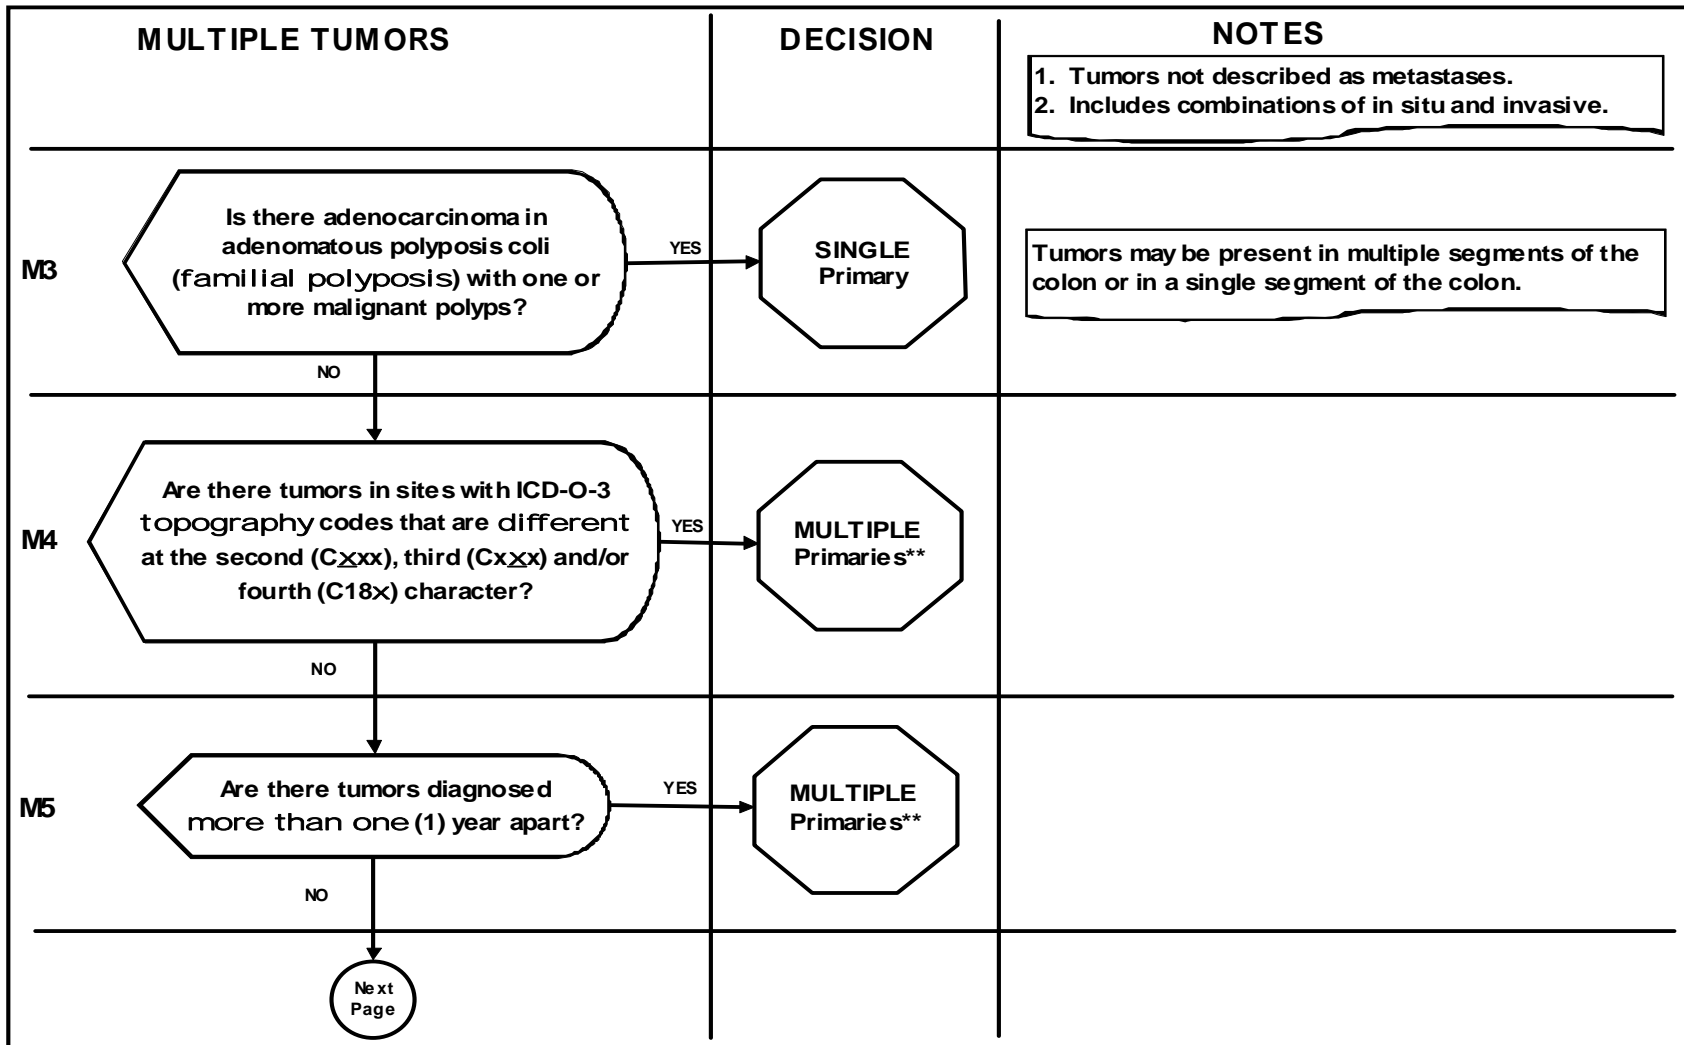 MULTIPLE TUMORS
DECISION
NOTES
1. Tumors not described as metastases.
2. Includes combinations of in situ and invasive.
M3
Is there adenocarcinoma in
adenomatous polyposis coli
(familial polyposis) with one or
more malignant polyps?
YES
SINGLE
Primary
Tumors may be present in multiple segments of the
colon or in a single segment of the colon.
NO
M4
Are there tumors in sites with ICD-O-3
topography codes that are different
at the second (Cxxx), third (Cxxx) and/or
fourth (C18x) character?
YES
MULTIPLE
Primaries**
NO
M5
Are there tumors diagnosed
more than one (1) year apart?
YES
MULTIPLE
Primaries**
NO
Next
Page